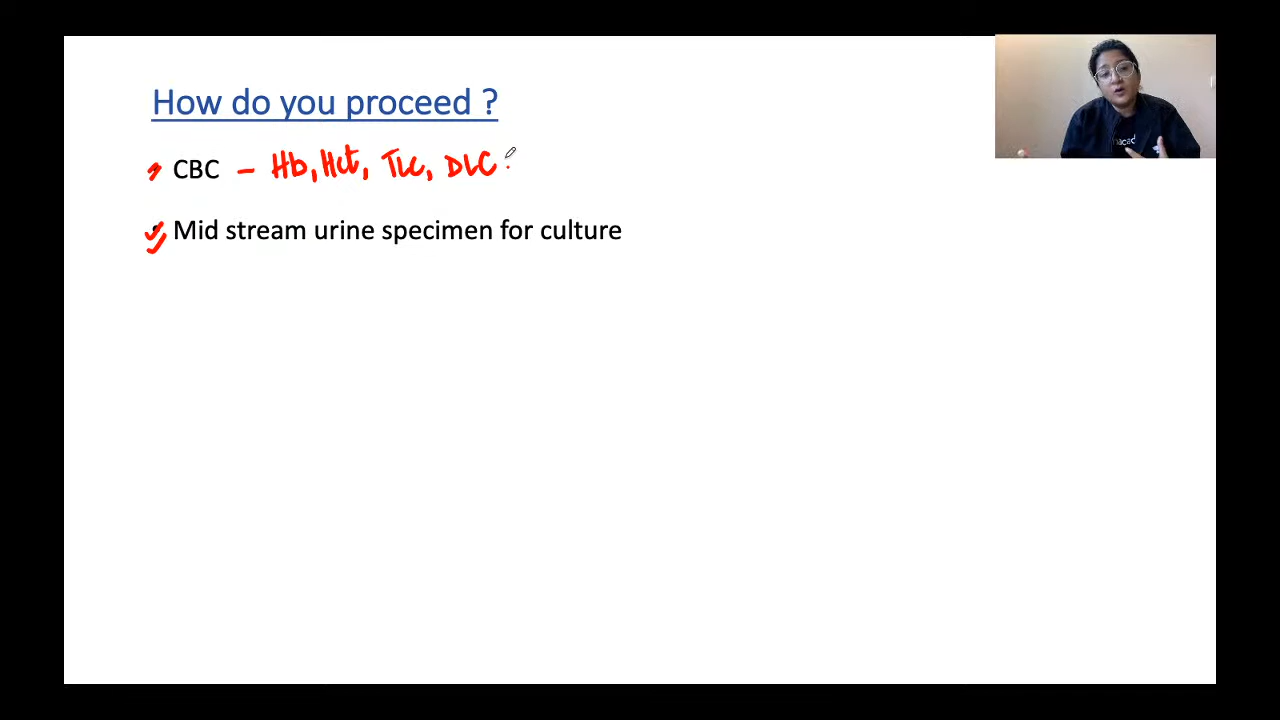 How do you proceed ?
CBC - Hb, Hct, TLC, DLC
Mid stream urine specimen for culture